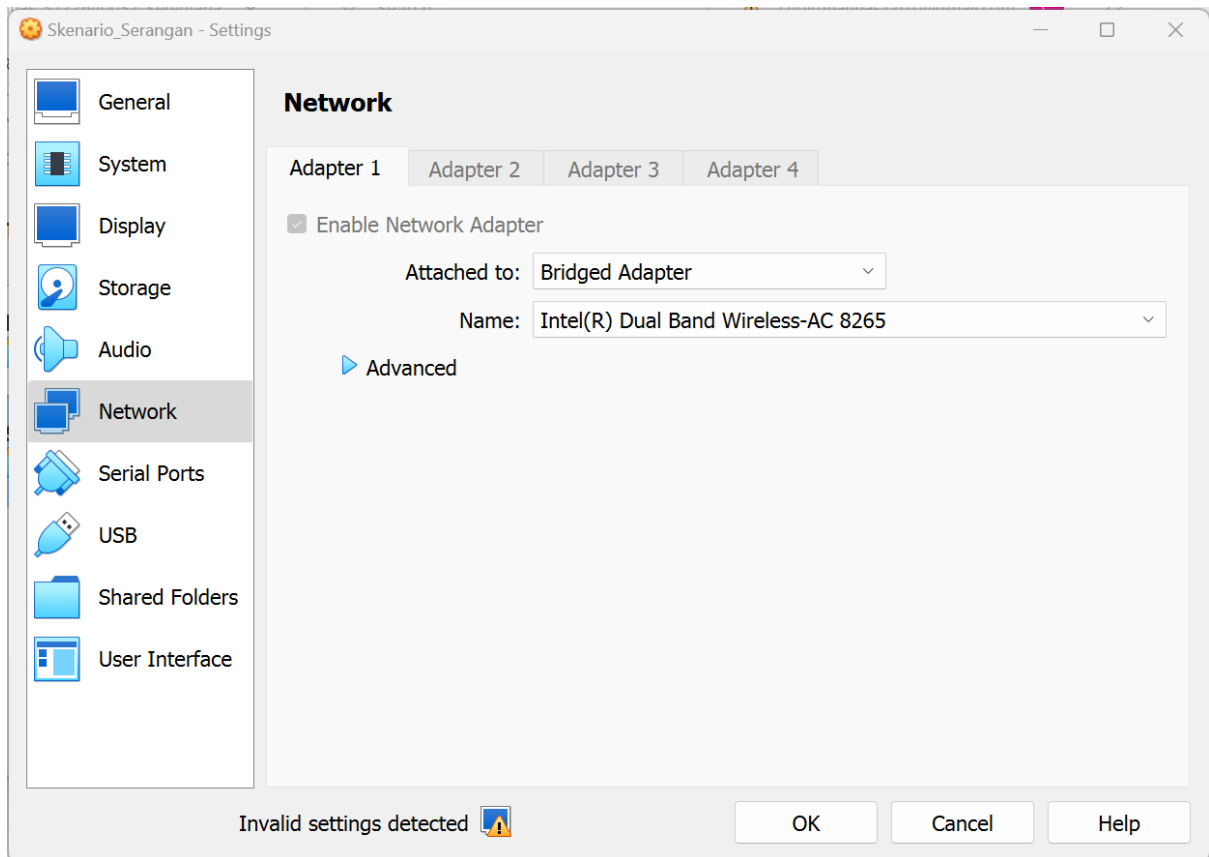 Skenario_Serangan - Settings
General
System
Display
Storage
Audio
Network
Serial Ports
USB
Shared Folders
User Interface
Network
Adapter 1
Adapter 2
Adapter 3
Adapter 4
Enable Network Adapter
Attached to: Bridged Adapter
Name: Intel(R) Dual Band Wireless-AC 8265
Advanced
Invalid settings detected
OK
Cancel
Help